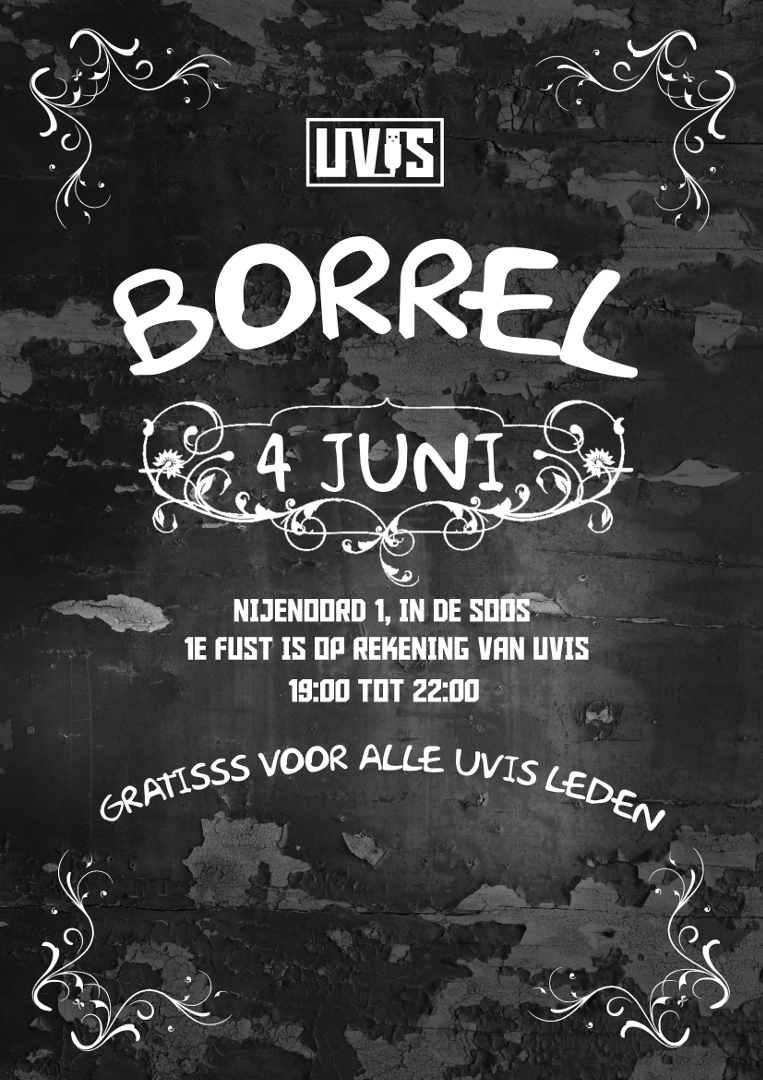 UVIS
BORREL
4 JUNI
NIJENOORD 1, IN DE SOOS
1E FUST IS OP REKENING VAN UVIS
19:00 TOT 22:00
GRATISSS VOOR ALLE UVIS LEDEN